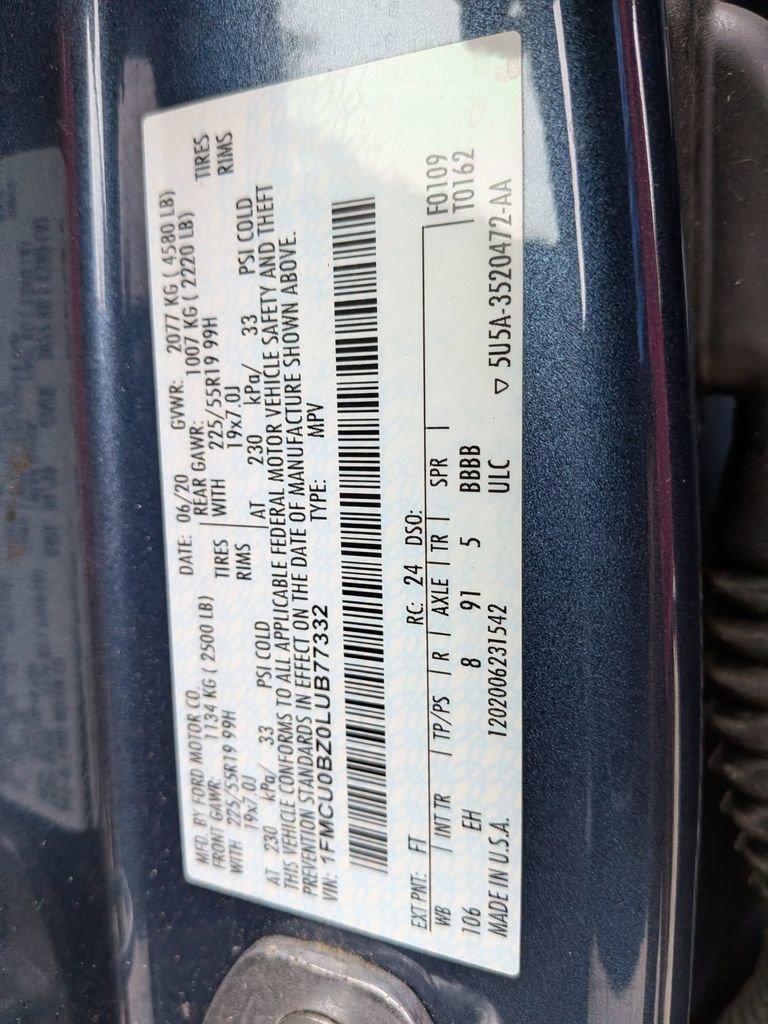 MFD. BY FORD MOTOR CO. DATE: 06/20 GVWR: 2077 KG ( 4580 LB)
FRONT GAWR: 1134 KG ( 2500 LB) REAR GAWR: 1007 KG ( 2220 LB)
WITH 225/55R19 99H TIRES WITH 225/55R19 99H TIRES
19x7.0J RIMS 19x7.0J RIMS
AT 230 kPa/ 33 PSI COLD AT 230 kPa/ 33 PSI COLD
THIS VEHICLE CONFORMS TO ALL APPLICABLE FEDERAL MOTOR VEHICLE SAFETY AND THEFT
PREVENTION STANDARDS IN EFFECT ON THE DATE OF MANUFACTURE SHOWN ABOVE.
VIN: 1FMCU0BZ0LUB77332 TYPE: MPV
EXT PNT: FT RC: 24 DSO: F0109
WB INT TR TP/PS R AXLE TR SPR T0162
106 EH 8 91 5 BBBB
MADE IN U.S.A. 1202006231542 ULC ▽ 5U5A-3520472-AA